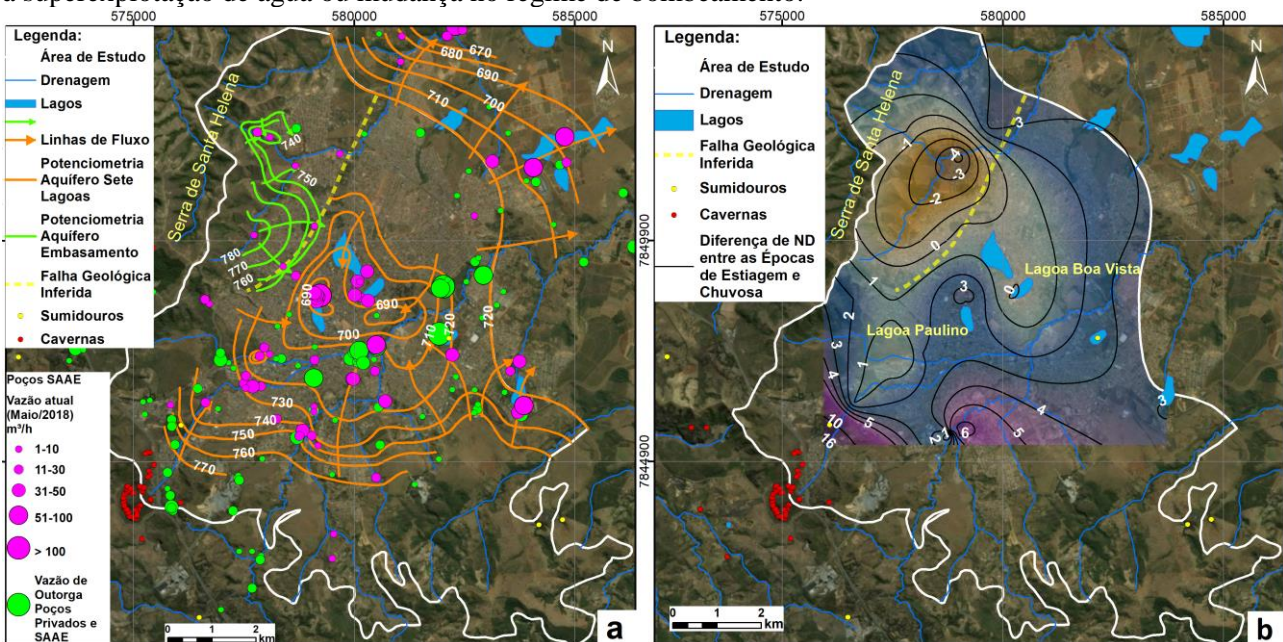 a superexplotação de água ou mudança no regime de bombeamento.
575000
580000
585000
Legenda:
Área de Estudo
Drenagem
Lagos
Linhas de Fluxo
Potenciometria
Aquífero Sete
Lagoas
Potenciometria
Aquífero
Embasamento
Falha Geológica
Inferida
Sumidouros
Cavernas
Poços SAAE
Vazão atual
(Maio/2018)
m³/h
1-10
11-30
31-50
51-100
> 100
Vazão de
Outorga
Poços
Privados e
SAAE
Serra de Santa Helena
N
670
680
690
700
710
740
750
780
770
760
690
690
700
710
720
720
730
740
750
760
770
7849900
7844900
0 1 2
km
a
575000
580000
585000
Legenda:
Área de Estudo
Drenagem
Lagos
Falha Geológica
Inferida
Sumidouros
Cavernas
Diferença de ND
entre as Épocas
de Estiagem e
Chuvosa
Serra de Santa Helena
N
3
-1
-4
-3
-2
0
1
2
3
4
3
0
Lagoa Boa Vista
Lagoa Paulino
1
5
10
16
2
6
5
4
3
0 1 2
km
b